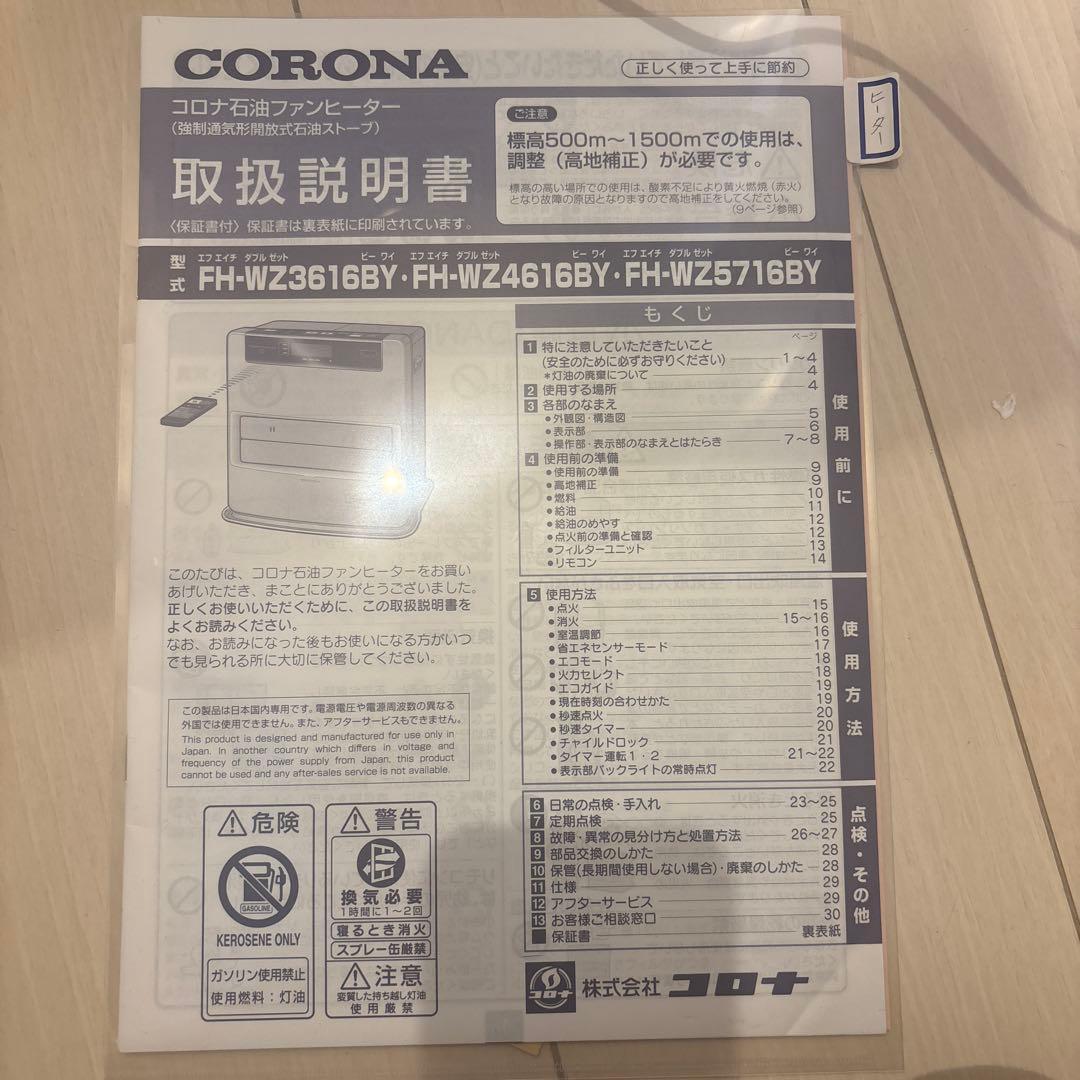 CORONA
正しく使って上手に節約
ヒーター
コロナ石油ファンヒーター
(強制通気形開放式石油ストーブ)
取扱説明書
〈保証書付〉保証書は裏表紙に印刷されています。
ご注意
標高500m〜1500mでの使用は、
調整（高地補正）が必要です。
標高の高い場所での使用は、酸素不足により黄火燃焼（赤火）
となり故障の原因となりますので高地補正をしてください。
(9ページ参照)
型式
エフ エイチ ダブル ゼット ビー ワイ エフ エイチ ダブル ゼット ビー ワイ エフ エイチ ダブル ゼット ビー ワイ
FH-WZ3616BY・FH-WZ4616BY・FH-WZ5716BY
このたびは、コロナ石油ファンヒーターをお買い
あげいただき、まことにありがとうございました。
正しくお使いいただくために、この取扱説明書を
よくお読みください。
なお、お読みになった後もお使いになる方がいつ
でも見られる所に大切に保管してください。
この製品は日本国内専用です。電源電圧や電源周波数の異なる
外国では使用できません。また、アフターサービスもできません。
This product is designed and manufactured for use only in
Japan. In another country which differs in voltage and
frequency of the power supply from Japan, this product
cannot be used and any after-sales service is not available.
危険
GASOLINE
KEROSENE ONLY
ガソリン使用禁止
使用燃料：灯油
警告
換気必要
1時間に1〜2回
寝るとき消火
スプレー缶厳禁
注意
変質した持ち越し灯油
使用厳禁
もくじ
ページ
1 特に注意していただきたいこと
(安全のために必ずお守りください) 1〜4
＊灯油の廃棄について 4
2 使用する場所 4
3 各部のなまえ
●外観図・構造図 5
●表示部 6
●操作部・表示部のなまえとはたらき 7〜8
4 使用前の準備
●使用前の準備 9
●高地補正 9
●燃料 10
●給油 11
●給油のめやす 12
●点火前の準備と確認 12
●フィルターユニット 13
●リモコン 14
使用前に
5 使用方法
●点火 15
●消火 15〜16
●室温調節 16
●省エネセンサーモード 17
●エコモード 18
●火力セレクト 18
●エコガイド 19
●現在時刻の合わせかた 19
●秒速点火 20
●秒速タイマー 20
●チャイルドロック 21
●タイマー運転1・2 21〜22
●表示部バックライトの常時点灯 22
使用方法
6 日常の点検・手入れ 23〜25
7 定期点検 25
8 故障・異常の見分け方と処置方法 26〜27
9 部品交換のしかた 28
10 保管(長期間使用しない場合)・廃棄のしかた 28
11 仕様 29
12 アフターサービス 29
13 お客様ご相談窓口 30
■ 保証書 裏表紙
点検・その他
コロナ
株式会社 コロナ